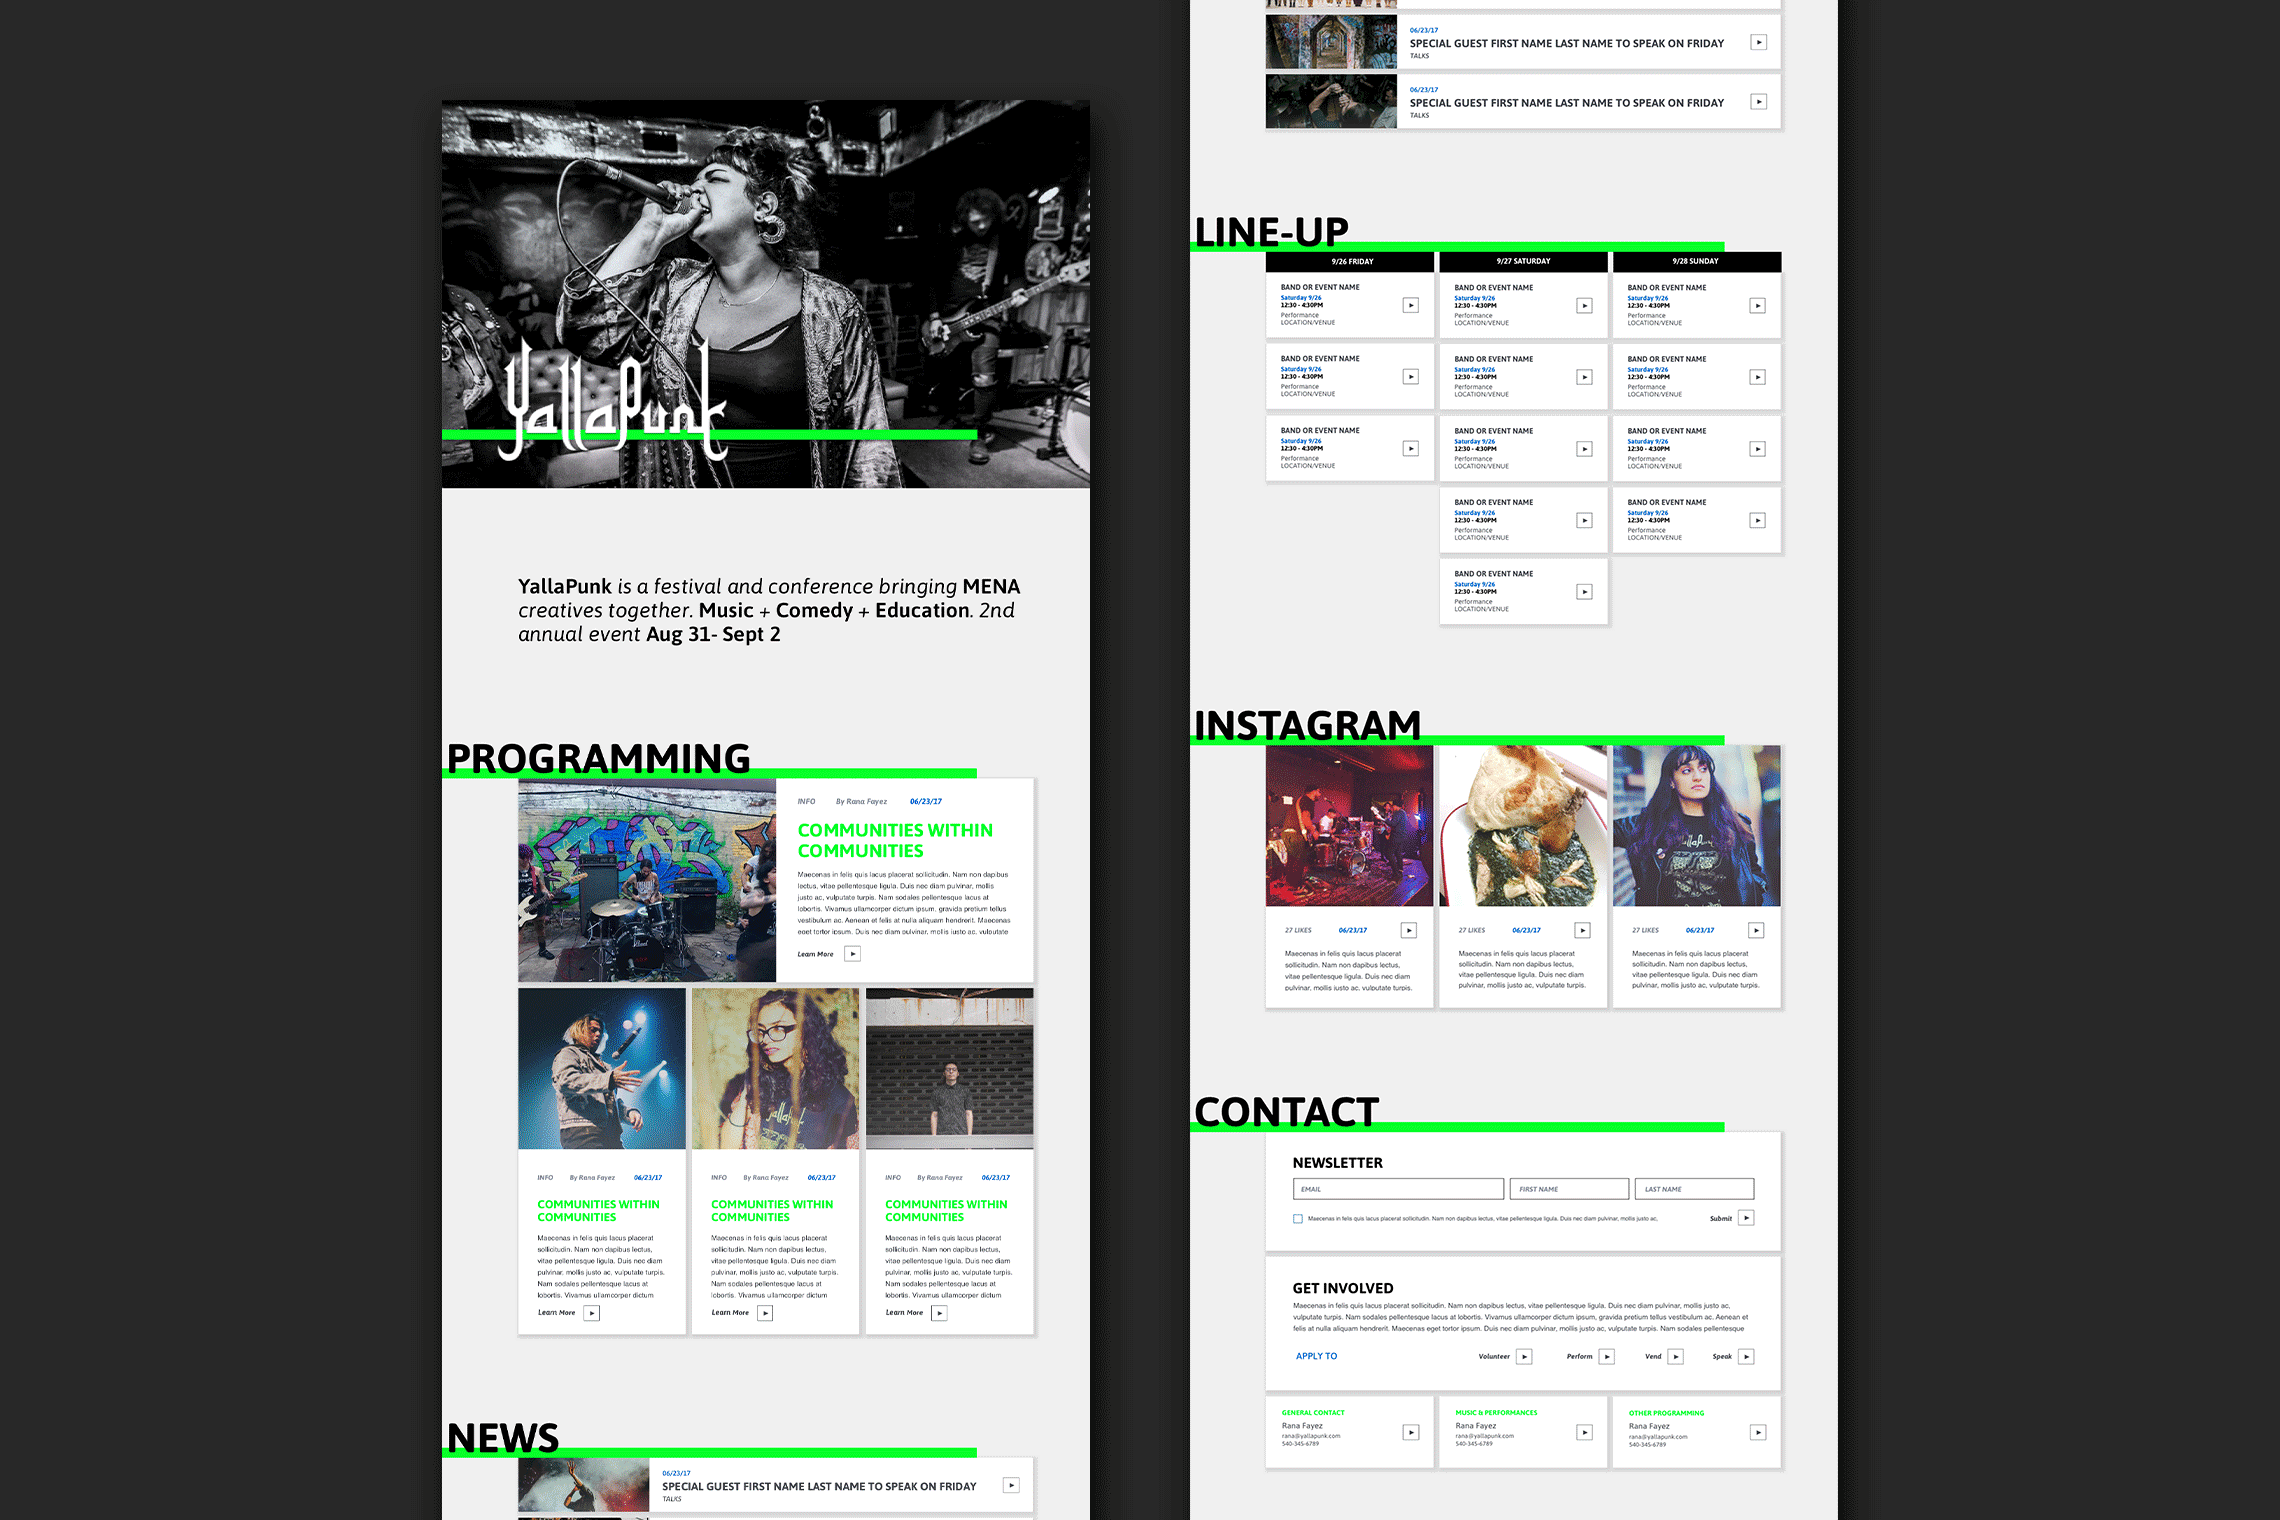 YallaPunk
YallaPunk is a festival and conference bringing MENA
creatives together. Music + Comedy + Education. 2nd
annual event Aug 31- Sept 2
PROGRAMMING
INFO By Rana Fayez 06/23/17
COMMUNITIES WITHIN
COMMUNITIES
Maecenas in felis quis lacus placerat sollicitudin. Nam non dapibus
lectus, vitae pellentesque ligula. Duis nec diam pulvinar, mollis
justo ac, vulputate turpis. Nam sodales pellentesque lacus at
lobortis. Vivamus ullamcorper dictum ipsum, gravida pretium tellus
vestibulum ac. Aenean et felis at nulla aliquam hendrerit. Maecenas
eget tortor ipsum. Duis nec diam pulvinar, mollis justo ac, vulputate
Learn More
INFO By Rana Fayez 06/23/17
COMMUNITIES WITHIN
COMMUNITIES
Maecenas in felis quis lacus placerat
sollicitudin. Nam non dapibus lectus,
vitae pellentesque ligula. Duis nec diam
pulvinar, mollis justo ac, vulputate turpis.
Nam sodales pellentesque lacus at
lobortis. Vivamus ullamcorper dictum
Learn More
INFO By Rana Fayez 06/23/17
COMMUNITIES WITHIN
COMMUNITIES
Maecenas in felis quis lacus placerat
sollicitudin. Nam non dapibus lectus,
vitae pellentesque ligula. Duis nec diam
pulvinar, mollis justo ac, vulputate turpis.
Nam sodales pellentesque lacus at
lobortis. Vivamus ullamcorper dictum
Learn More
INFO By Rana Fayez 06/23/17
COMMUNITIES WITHIN
COMMUNITIES
Maecenas in felis quis lacus placerat
sollicitudin. Nam non dapibus lectus,
vitae pellentesque ligula. Duis nec diam
pulvinar, mollis justo ac, vulputate turpis.
Nam sodales pellentesque lacus at
lobortis. Vivamus ullamcorper dictum
Learn More
NEWS
06/23/17
SPECIAL GUEST FIRST NAME LAST NAME TO SPEAK ON FRIDAY
TALKS
06/23/17
SPECIAL GUEST FIRST NAME LAST NAME TO SPEAK ON FRIDAY
TALKS
06/23/17
SPECIAL GUEST FIRST NAME LAST NAME TO SPEAK ON FRIDAY
TALKS
LINE-UP
9/26 FRIDAY
BAND OR EVENT NAME
Saturday 9/26
12:30 - 4:30PM
Performance
LOCATION/VENUE
BAND OR EVENT NAME
Saturday 9/26
12:30 - 4:30PM
Performance
LOCATION/VENUE
BAND OR EVENT NAME
Saturday 9/26
12:30 - 4:30PM
Performance
LOCATION/VENUE
9/27 SATURDAY
BAND OR EVENT NAME
Saturday 9/26
12:30 - 4:30PM
Performance
LOCATION/VENUE
BAND OR EVENT NAME
Saturday 9/26
12:30 - 4:30PM
Performance
LOCATION/VENUE
BAND OR EVENT NAME
Saturday 9/26
12:30 - 4:30PM
Performance
LOCATION/VENUE
BAND OR EVENT NAME
Saturday 9/26
12:30 - 4:30PM
Performance
LOCATION/VENUE
BAND OR EVENT NAME
Saturday 9/26
12:30 - 4:30PM
Performance
LOCATION/VENUE
9/28 SUNDAY
BAND OR EVENT NAME
Saturday 9/26
12:30 - 4:30PM
Performance
LOCATION/VENUE
BAND OR EVENT NAME
Saturday 9/26
12:30 - 4:30PM
Performance
LOCATION/VENUE
BAND OR EVENT NAME
Saturday 9/26
12:30 - 4:30PM
Performance
LOCATION/VENUE
BAND OR EVENT NAME
Saturday 9/26
12:30 - 4:30PM
Performance
LOCATION/VENUE
INSTAGRAM
27 LIKES 06/23/17
Maecenas in felis quis lacus placerat
sollicitudin. Nam non dapibus lectus,
vitae pellentesque ligula. Duis nec diam
pulvinar, mollis justo ac, vulputate turpis.
27 LIKES 06/23/17
Maecenas in felis quis lacus placerat
sollicitudin. Nam non dapibus lectus,
vitae pellentesque ligula. Duis nec diam
pulvinar, mollis justo ac, vulputate turpis.
27 LIKES 06/23/17
Maecenas in felis quis lacus placerat
sollicitudin. Nam non dapibus lectus,
vitae pellentesque ligula. Duis nec diam
pulvinar, mollis justo ac, vulputate turpis.
CONTACT
NEWSLETTER
EMAIL FIRST NAME LAST NAME
Maecenas in felis quis lacus placerat sollicitudin. Nam non dapibus lectus, vitae pellentesque ligula. Duis nec diam pulvinar, mollis justo ac,
Submit
GET INVOLVED
Maecenas in felis quis lacus placerat sollicitudin. Nam non dapibus lectus, vitae pellentesque ligula. Duis nec diam pulvinar, mollis justo ac,
vulputate turpis. Nam sodales pellentesque lacus at lobortis. Vivamus ullamcorper dictum ipsum, gravida pretium tellus vestibulum ac. Aenean et
felis at nulla aliquam hendrerit. Maecenas eget tortor ipsum. Duis nec diam pulvinar, mollis justo ac, vulputate turpis. Nam sodales pellentesque
APPLY TO Volunteer Perform Vend Speak
GENERAL CONTACT
Rana Fayez
rana@yallapunk.com
540-345-6789
MUSIC & PERFORMANCES
Rana Fayez
rana@yallapunk.com
540-345-6789
OTHER PROGRAMMING
Rana Fayez
rana@yallapunk.com
540-345-6789